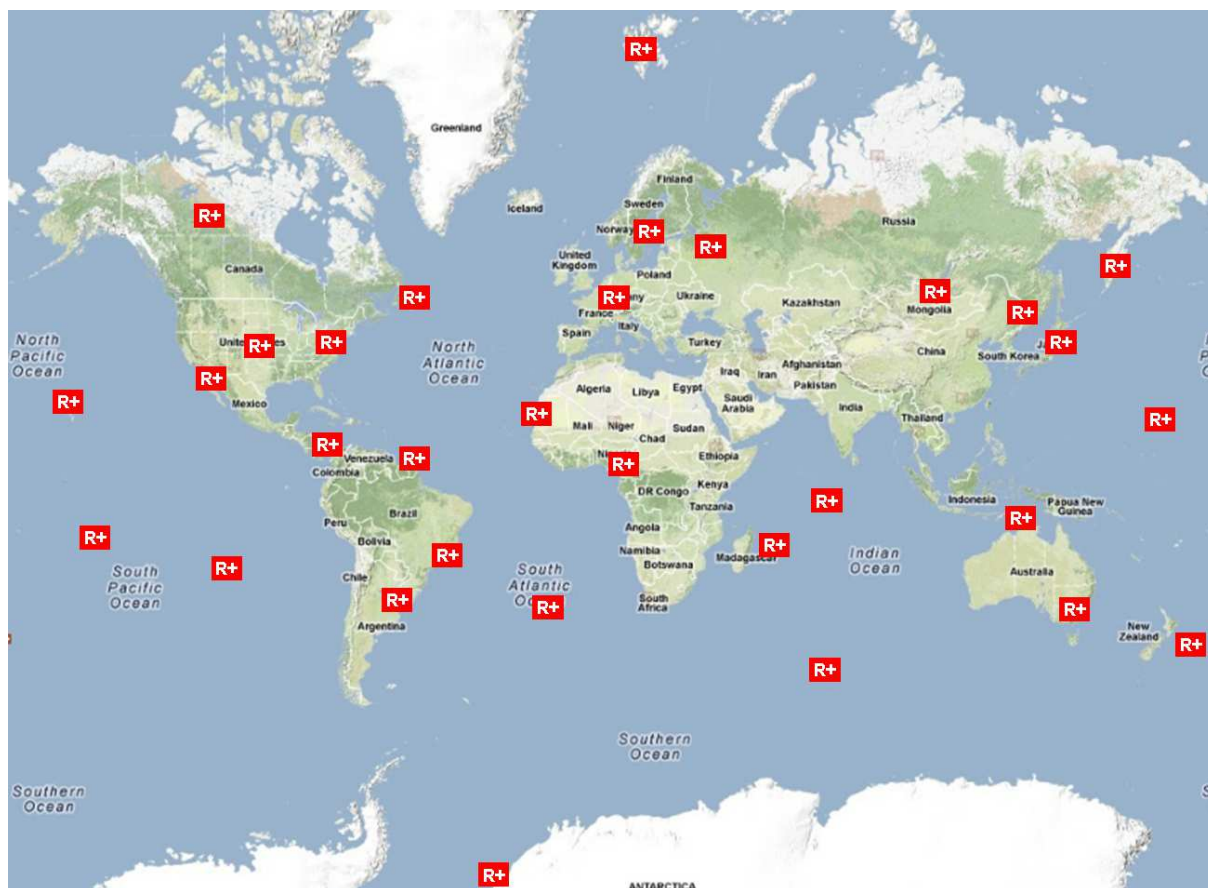 R+
Greenland
Iceland
Finland
Sweden
R+
Russia
Norway
R+
R+
United
Kingdom
Canada
Poland
R+
R+
R+
R+
Ukraine
Kazakhstan
Mongolia
R+
France
Italy
North
Pacific
Ocean
R+
R+
Spain
Turkey
China
South Korea
R+
North
Atlantic
Ocean
R+
Mexico
Iraq
Iran
Afghanistan
Pakistan
Algeria
Libya
Egypt
Saudi
Arabia
India
R+
R+
R+
Mali
Niger
Sudan
Chad
Thailand
R+
Venezuela
R+
Colombia
R+
Ethiopia
Kenya
DR Congo
Tanzania
Indonesia
Papua New
Guinea
R+
Brazil
Peru
Bolivia
R+
Angola
R+
R+
R+
Namibia
Botswana
Indian
Ocean
South
Pacific
Ocean
R+
Chile
South
Atlantic
Australia
R+
R+
South
Africa
R+
Argentina
New
Zealand
R+
R+
Southern
Ocean
Southern
Ocean
R+
ANTARCTICA